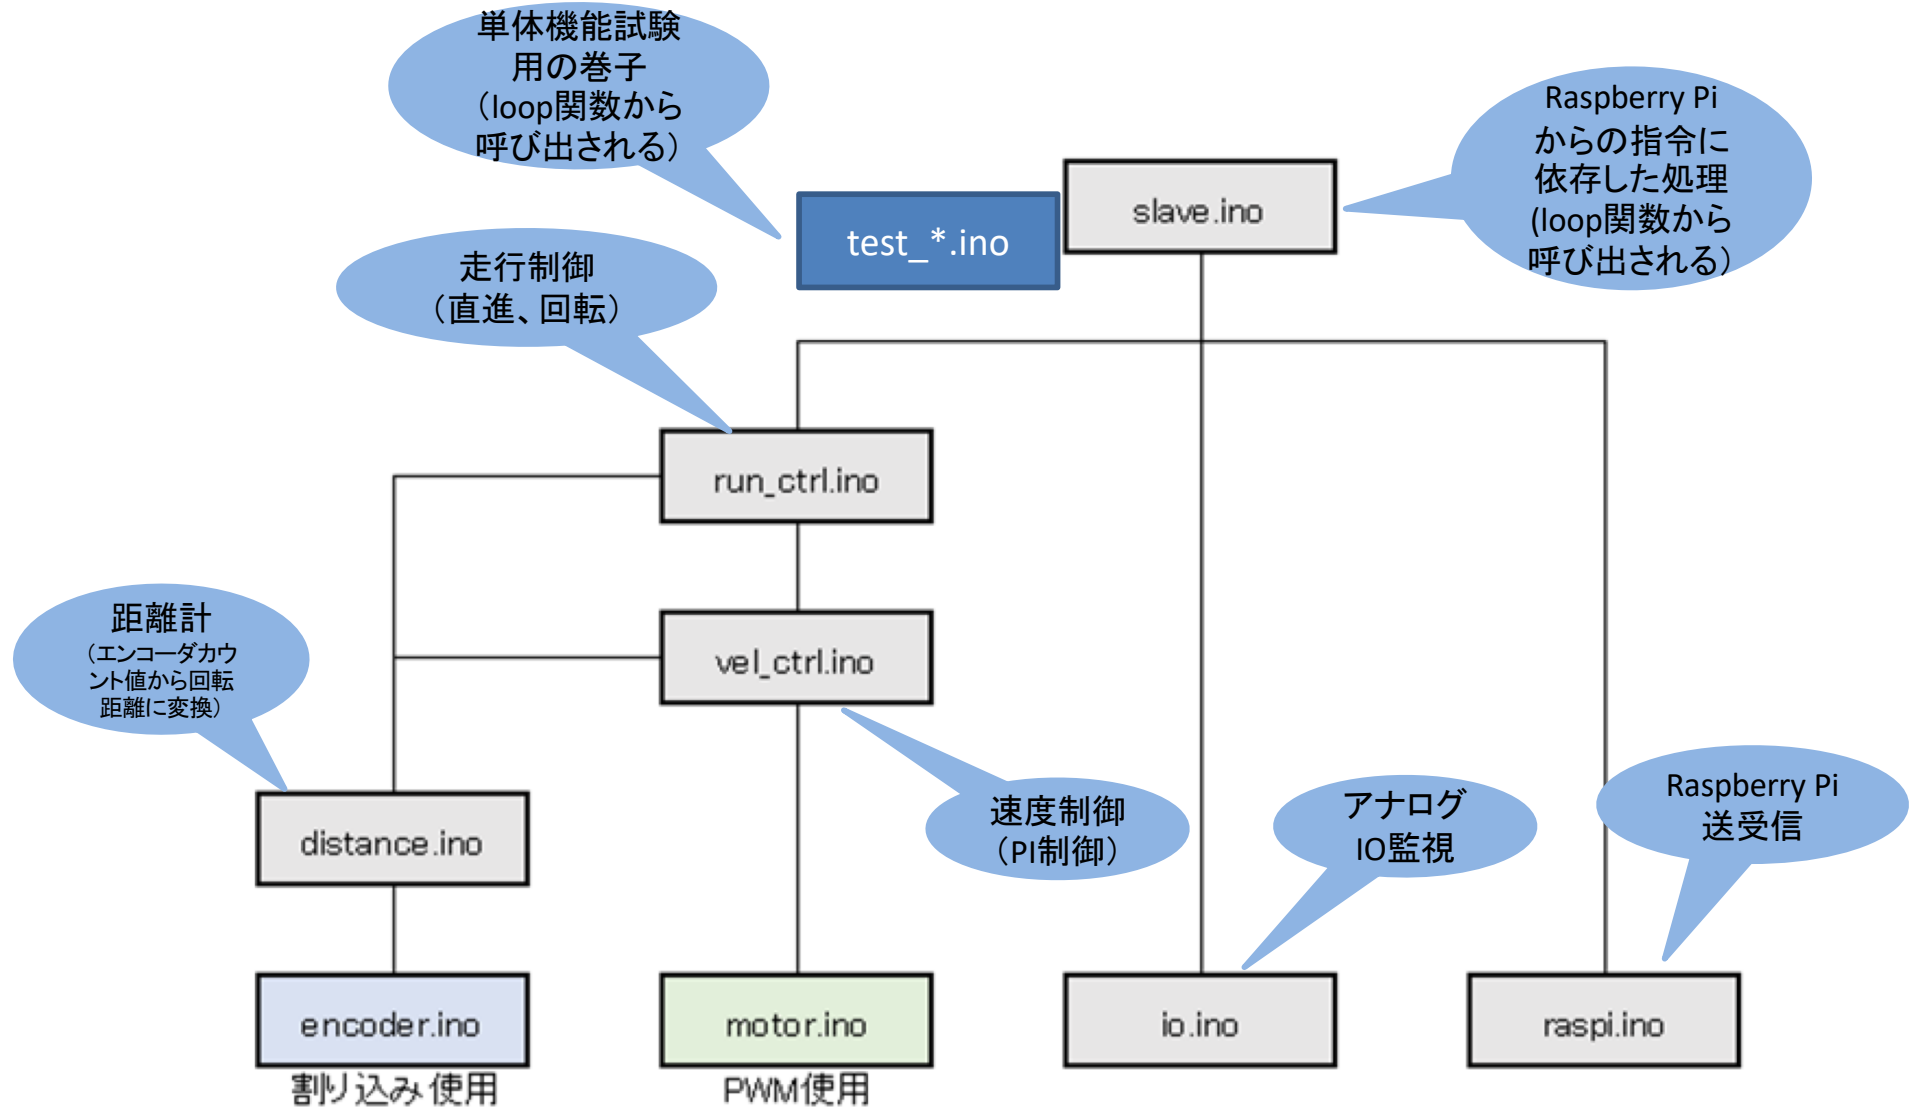 単体機能試験
用の巻子
（loop関数から
呼び出される）
Raspberry Pi
からの指令に
依存した処理
(loop関数から
呼び出される）
test_*.ino
slave.ino
走行制御
（直進、回転）
run_ctrl.ino
距離計
（エンコーダカウ
ント値から回転
距離に変換）
vel_ctrl.ino
distance.ino
速度制御
（PI制御）
アナログ
IO監視
Raspberry Pi
送受信
encoder.ino
motor.ino
io.ino
raspi.ino
割り込み使用
PWM使用